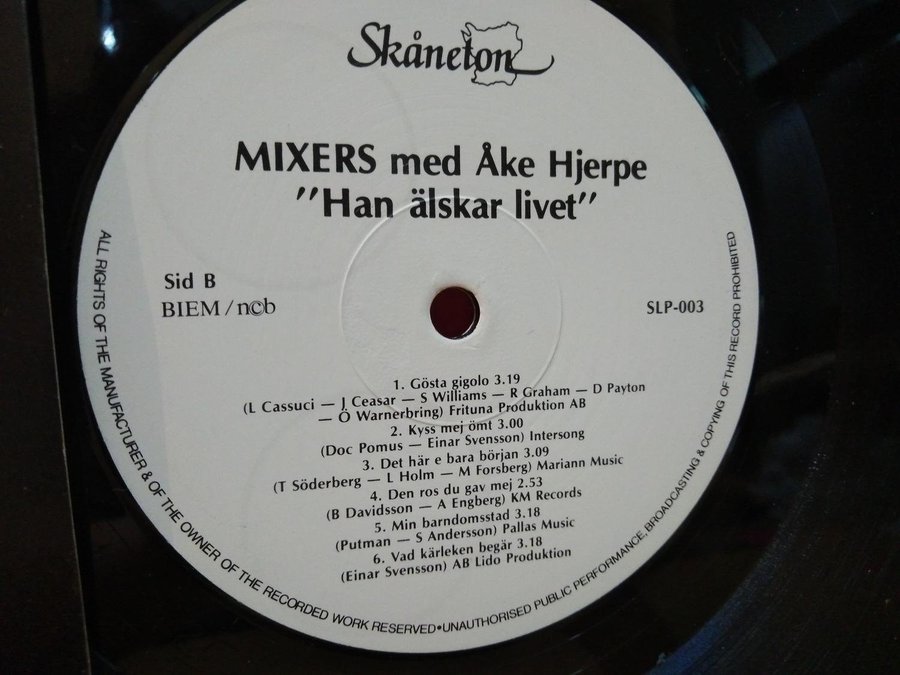 Skåneton
MIXERS med Åke Hjerpe
"Han älskar livet"
Sid B
BIEM / n©b
SLP-003
1. Gösta gigolo 3.19
(L Cassuci — J Ceasar — S Williams — R Graham — D Payton
— Ö Warnerbring) Frituna Produktion AB
2. Kyss mej ömt 3.00
(Doc Pomus — Einar Svensson) Intersong
3. Det här e bara början 3.09
(T Söderberg — L Holm — M Forsberg) Mariann Music
4. Den ros du gav mej 2.53
(B Davidsson — A Engberg) KM Records
5. Min barndomsstad 3.18
(Putman — S Andersson) Pallas Music
6. Vad kärleken begär 3.18
(Einar Svensson) AB Lido Produktion
ALL RIGHTS OF THE MANUFACTURER & OF THE OWNER OF THE RECORDED WORK RESERVED•UNAUTHORISED PUBLIC PERFORMANCE, BROADCASTING & COPYING OF THIS RECORD PROHIBITED